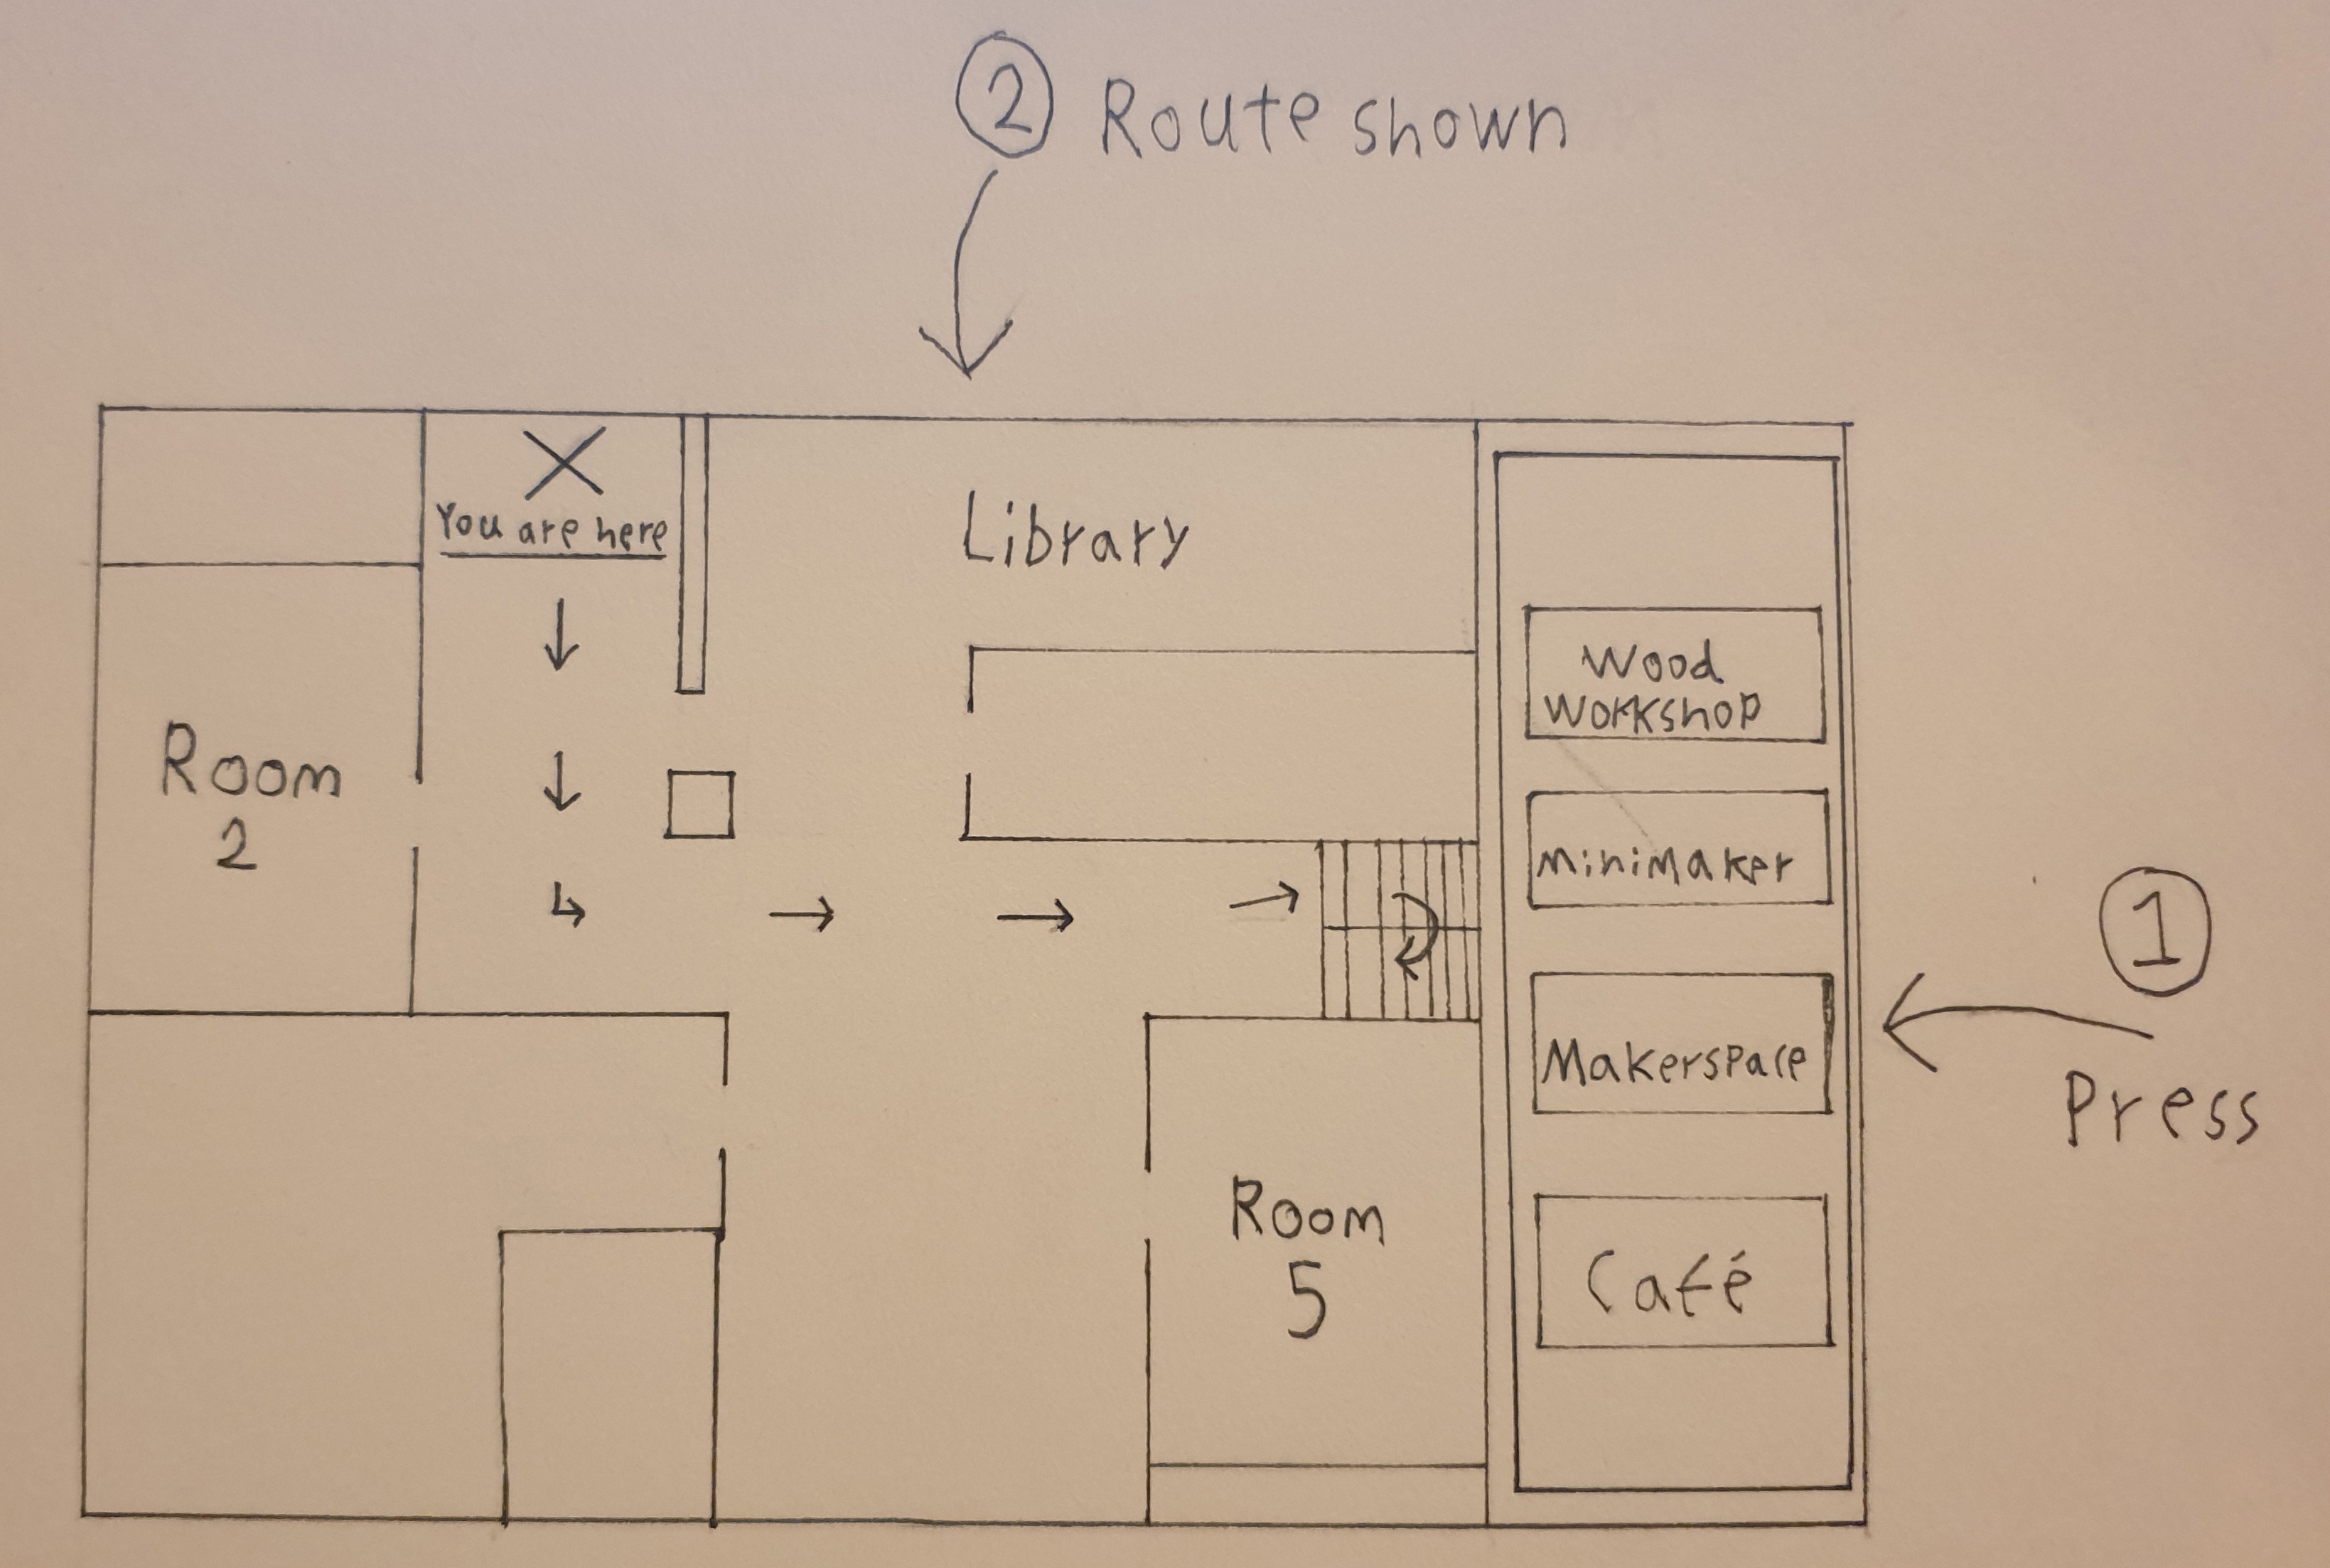 2 Route shown
You are here
Library
Room
2
Wood
Workshop
Minimaker
Makerspace
Café
1
Press
Room
5